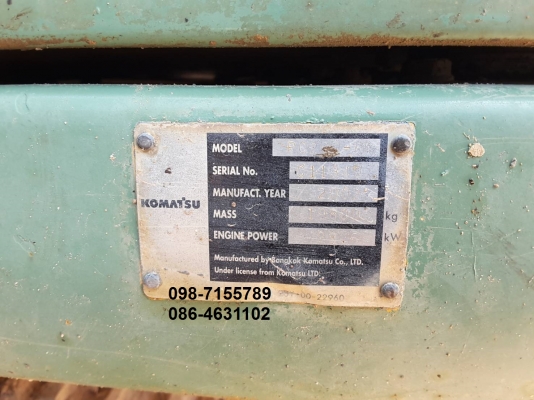 KOMATSU
MODEL
SERIAL No.
MANUFACT. YEAR
MASS kg
ENGINE POWER kW
Manufactured by Bangkok Komatsu Co., LTD.
Under license from Komatsu LTD.
098-7155789
086-4631102